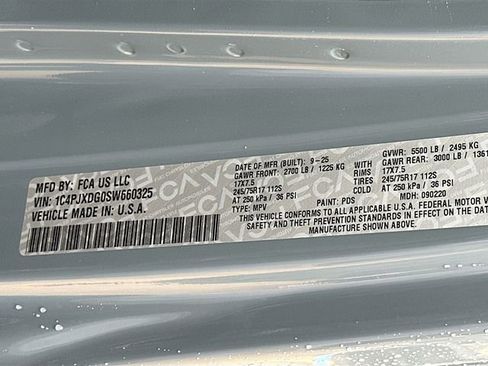 MFD BY: FCA US LLC
VIN: 1C4PJXDG0SW660325
VEHICLE MADE IN U.S.A.
DATE OF MFR (BUILT): 9-25
GAWR FRONT: 2700 LB / 1225 KG
17X7.5
245/75R17 112S
AT 250 kPa / 36 PSI
TYPE: MPV
PAINT: PDS
GVWR: 5500 LB / 2495 KG
GAWR REAR: 3000 LB / 1361
17X7.5
245/75R17 112S
AT 250 kPa / 36 PSI
MDH: 090220
THIS VEHICLE CONFORMS TO ALL APPLICABLE U.S.A. FEDERAL MOTOR V
SAFETY AND THEFT PREVENTION STANDARDS IN EFFECT ON THE DATE OF
MANUFACTURE SHOWN ABOVE.